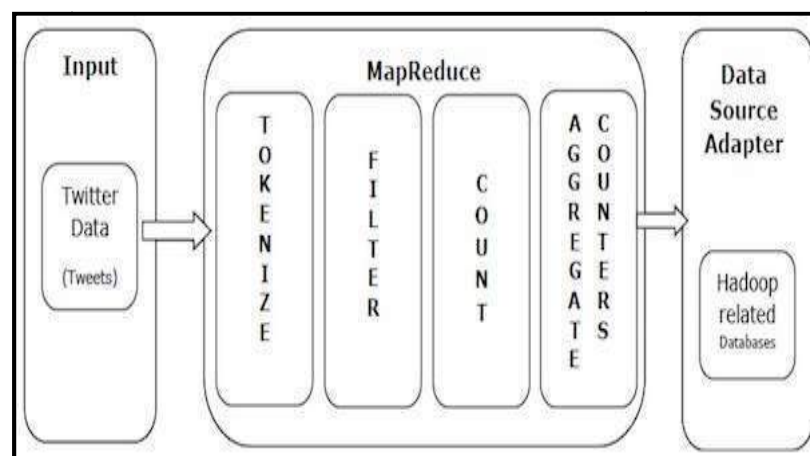 Input
Twitter
Data
(Tweets)
MapReduce
TOKENIZE
FILTER
COUNT
AGGREGATE
COUNTERS
Data
Source
Adapter
Hadoop
related
Databases